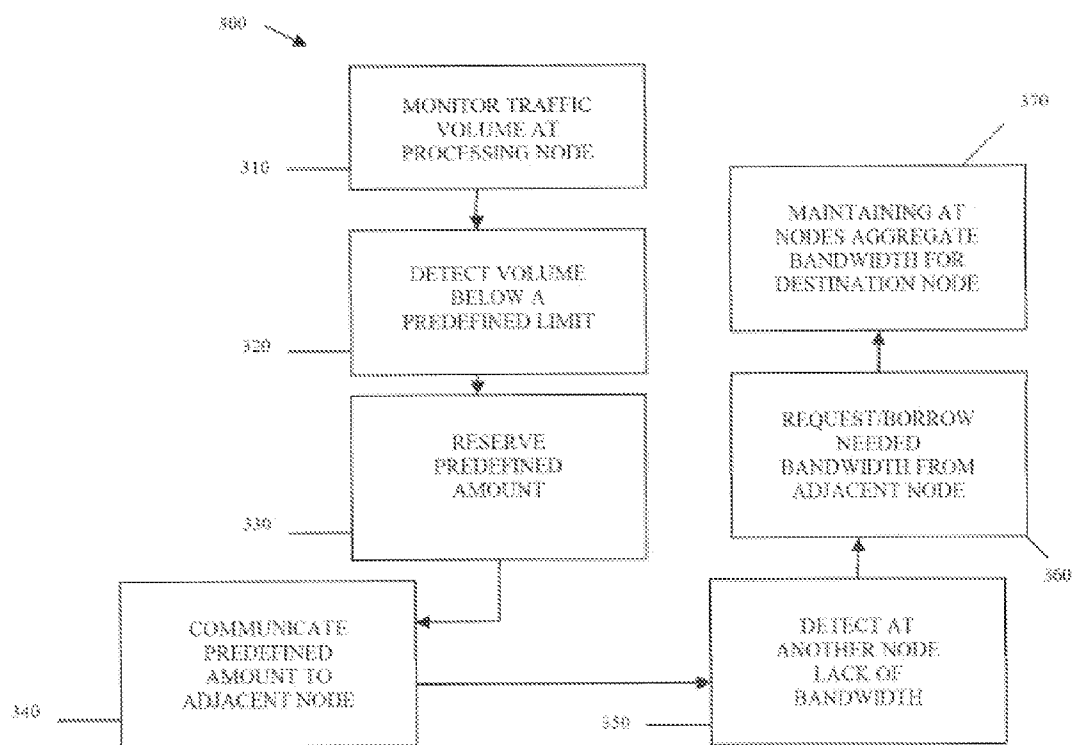 300
MONITOR TRAFFIC
VOLUME AT
PROCESSING NODE
310
DETECT VOLUME
BELOW A
PREDEFINED LIMIT
320
RESERVE
PREDEFINED
AMOUNT
330
COMMUNICATE
PREDEFINED
AMOUNT TO
ADJACENT NODE
340
DETECT AT
ANOTHER NODE
LACK OF
BANDWIDTH
350
REQUEST/BORROW
NEEDED
BANDWIDTH FROM
ADJACENT NODE
360
MAINTAINING AT
NODES AGGREGATE
BANDWIDTH FOR
DESTINATION NODE
370